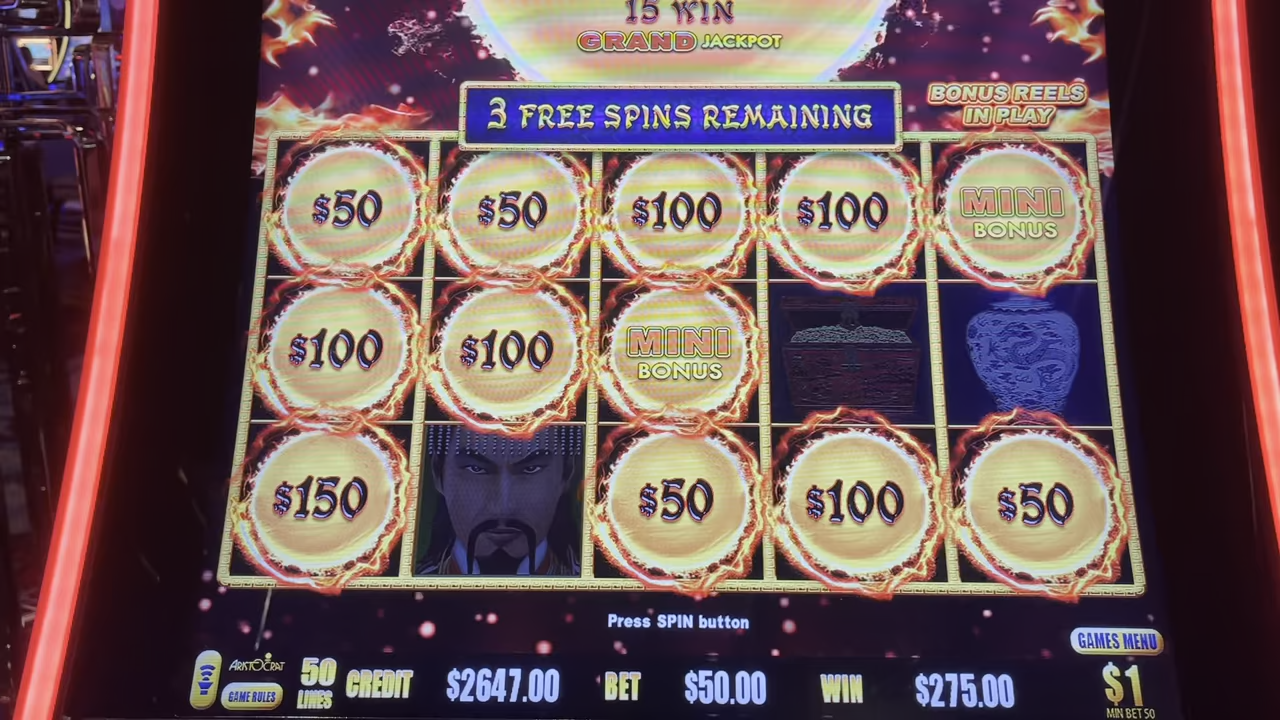 15 WIN
GRAND JACKPOT
3 FREE SPINS REMAINING
BONUS REELS
IN PLAY
$50 $50 $100 $100 MINI BONUS
$100 $100 MINI BONUS
$150 $50 $100 $50
Press SPIN button
GAMES MENU
ARISTOCRAT
GAME RULES
50 LINES
CREDIT $2647.00 BET $50.00 WIN $275.00
$1
MIN BET 50